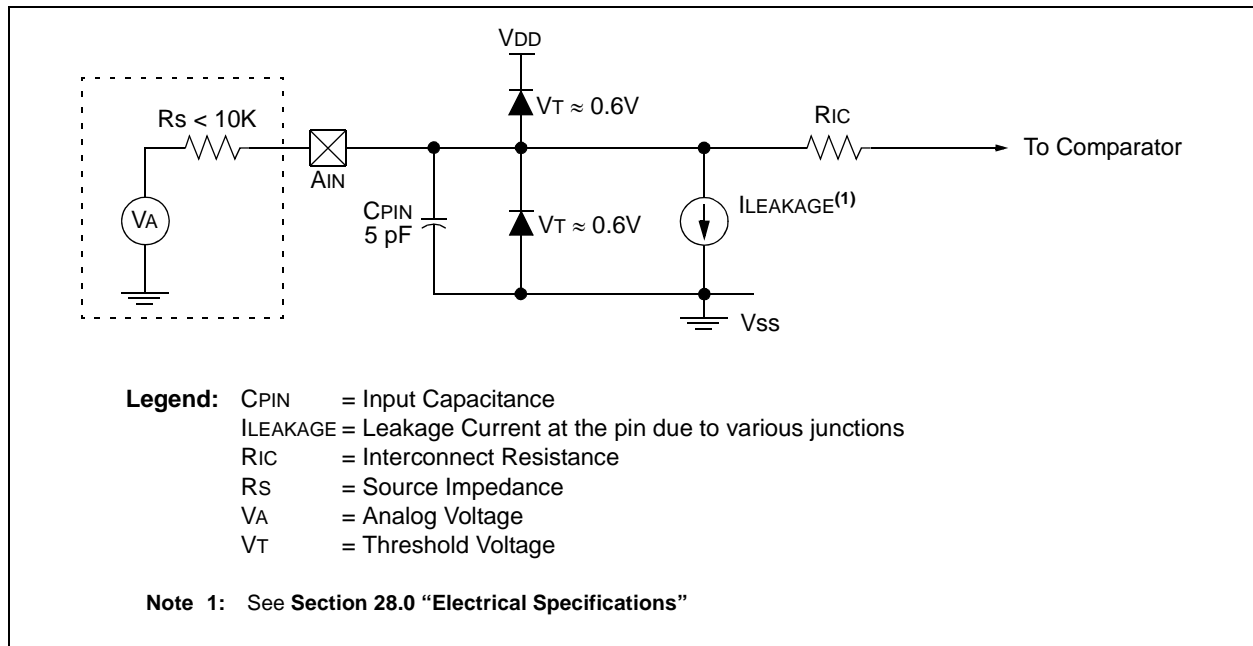 VDD
VT ≈ 0.6V
RS < 10K
RIC
To Comparator
AIN
VA
CPIN
5 pF
VT ≈ 0.6V
ILEAKAGE(1)
VSS
Legend: CPIN = Input Capacitance
ILEAKAGE = Leakage Current at the pin due to various junctions
RIC = Interconnect Resistance
RS = Source Impedance
VA = Analog Voltage
VT = Threshold Voltage
Note 1: See Section 28.0 “Electrical Specifications”